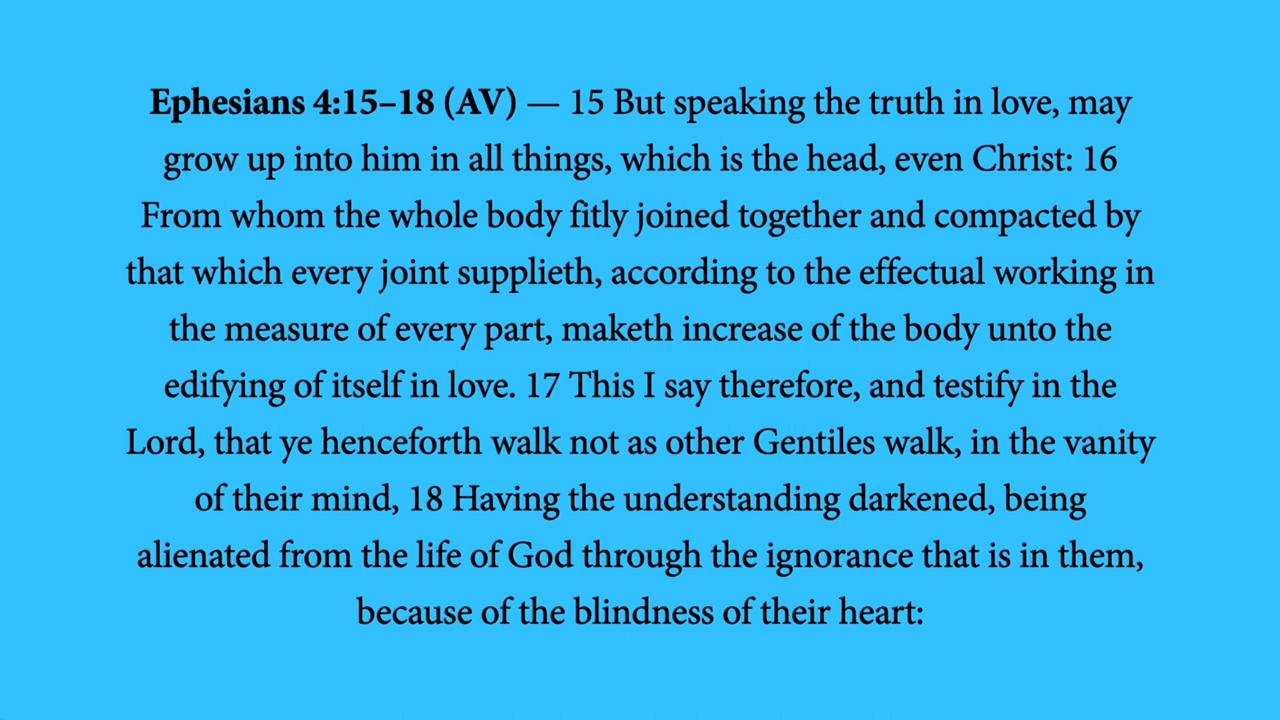 Ephesians 4:15–18 (AV) — 15 But speaking the truth in love, may
grow up into him in all things, which is the head, even Christ: 16
From whom the whole body fitly joined together and compacted by
that which every joint supplieth, according to the effectual working in
the measure of every part, maketh increase of the body unto the
edifying of itself in love. 17 This I say therefore, and testify in the
Lord, that ye henceforth walk not as other Gentiles walk, in the vanity
of their mind, 18 Having the understanding darkened, being
alienated from the life of God through the ignorance that is in them,
because of the blindness of their heart: